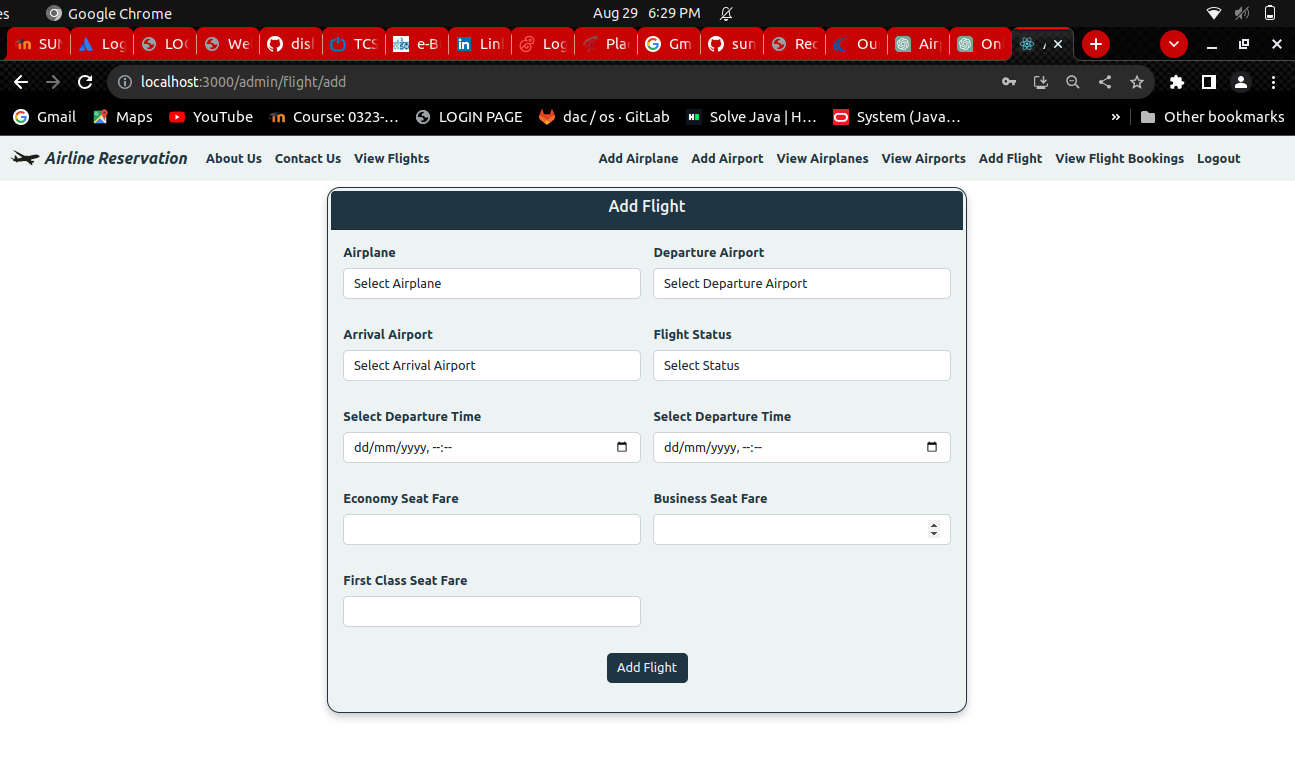 es Google Chrome Aug 29 6:29 PM
SUN Log LOG We dish TCS e-B Lin Log Pla Gm sun Rec Ou Air Onl
localhost:3000/admin/flight/add
Gmail Maps YouTube Course: 0323-... LOGIN PAGE dac / os · GitLab Solve Java | H... System (Java... » Other bookmarks
Airline Reservation About Us Contact Us View Flights Add Airplane Add Airport View Airplanes View Airports Add Flight View Flight Bookings Logout
Add Flight
Airplane Departure Airport
Select Airplane Select Departure Airport
Arrival Airport Flight Status
Select Arrival Airport Select Status
Select Departure Time Select Departure Time
dd/mm/yyyy, --:-- dd/mm/yyyy, --:--
Economy Seat Fare Business Seat Fare
First Class Seat Fare
Add Flight